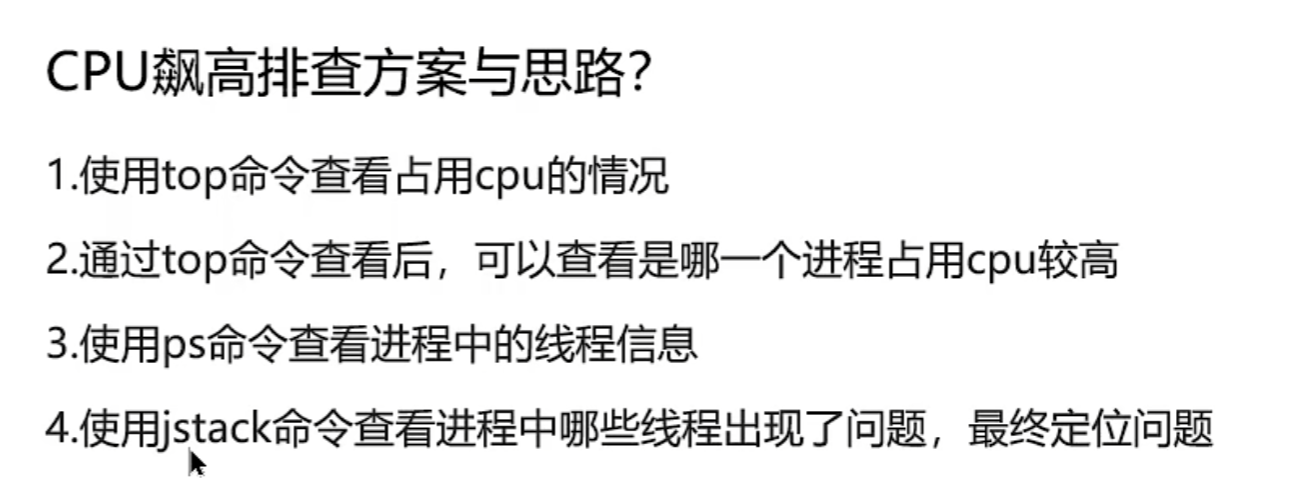 CPU飙高排查方案与思路?
1.使用top命令查看占用cpu的情况
2.通过top命令查看后，可以查看是哪一个进程占用cpu较高
3.使用ps命令查看进程中的线程信息
4.使用jstack命令查看进程中哪些线程出现了问题，最终定位问题